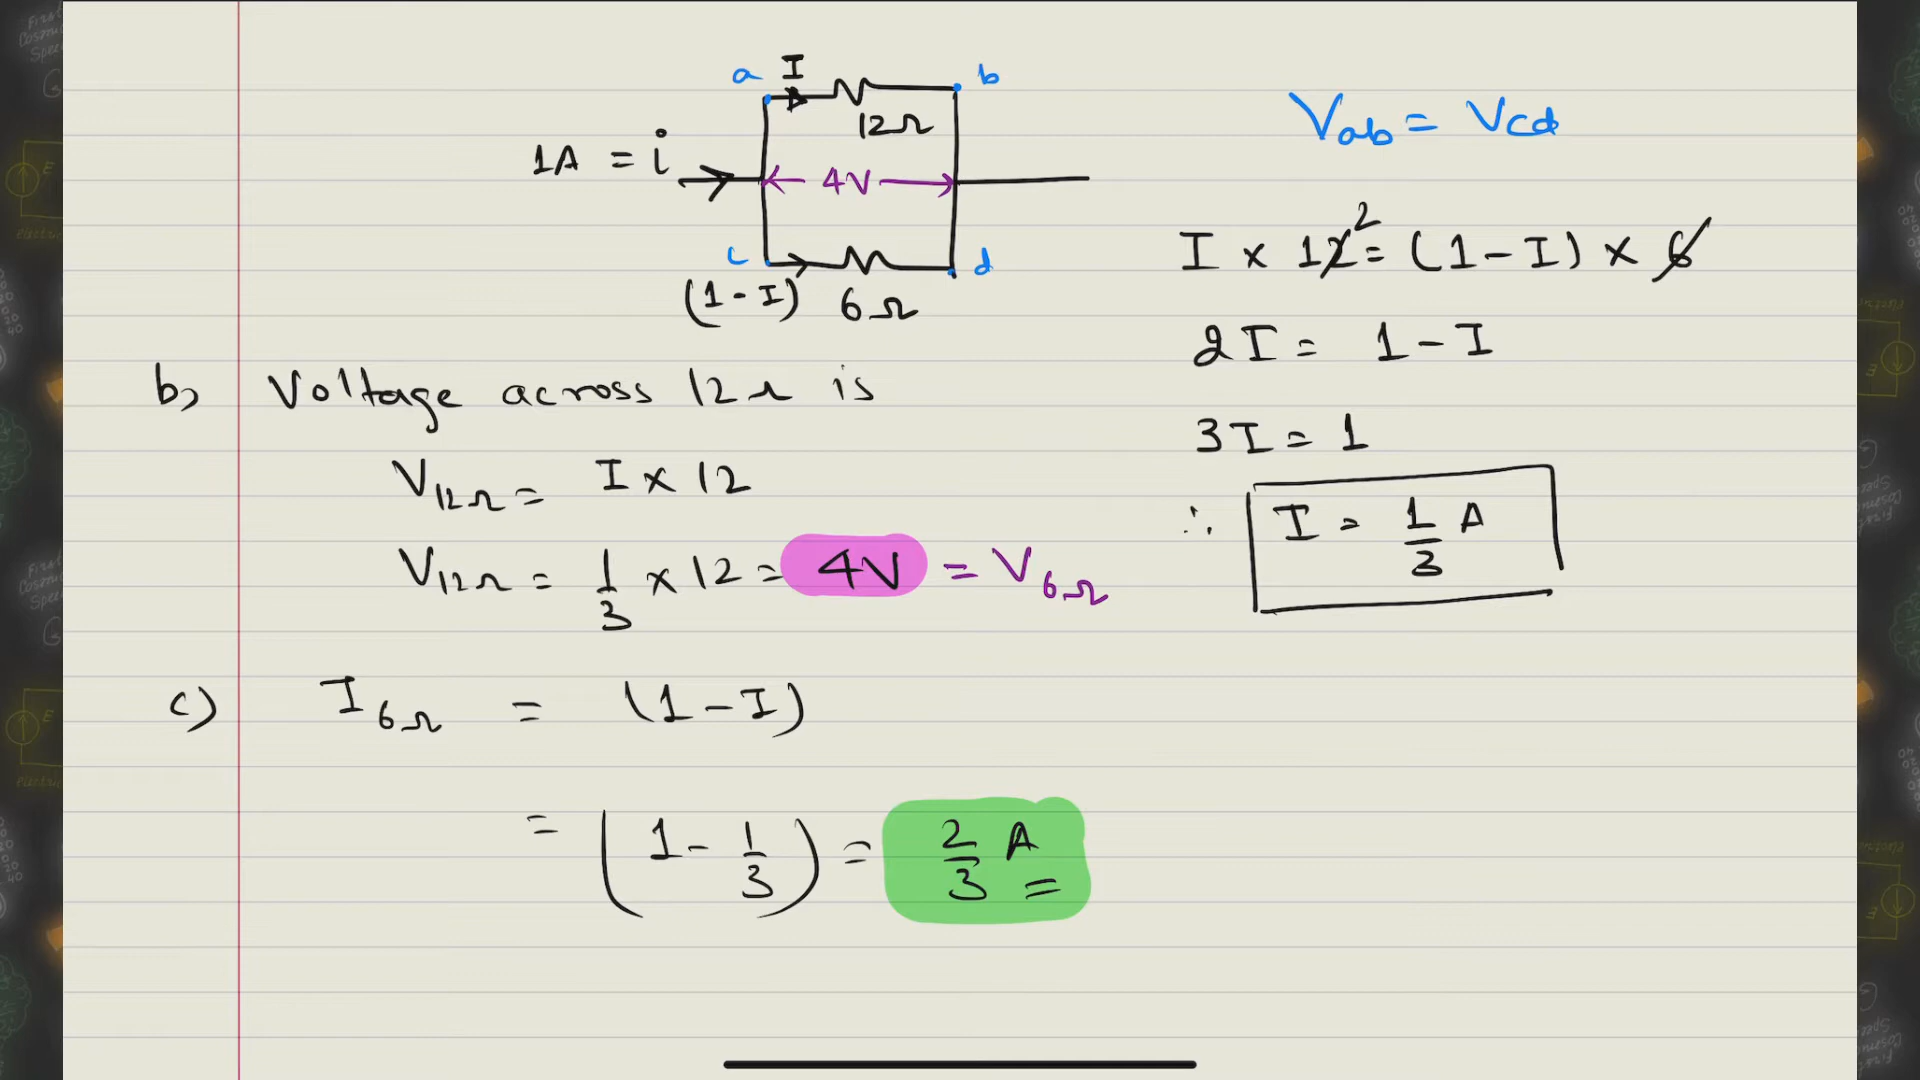 a I b
12Ω
1A = i
4V
c d
(1-I) 6Ω
Vab = Vcd
I x 12² = (1-I) x 6
2I = 1-I
3I = 1
∴ I = 1/3 A
b) Voltage across 12Ω is
V12Ω = I x 12
V12Ω = 1/3 x 12 = 4V = V6Ω
c) I6Ω = (1-I)
= (1 - 1/3) = 2/3 A